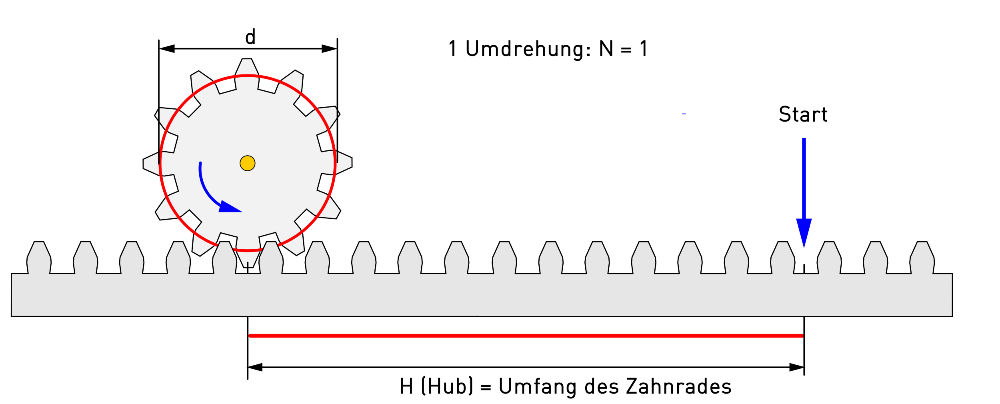 d
1 Umdrehung: N = 1
Start
H (Hub) = Umfang des Zahnrades